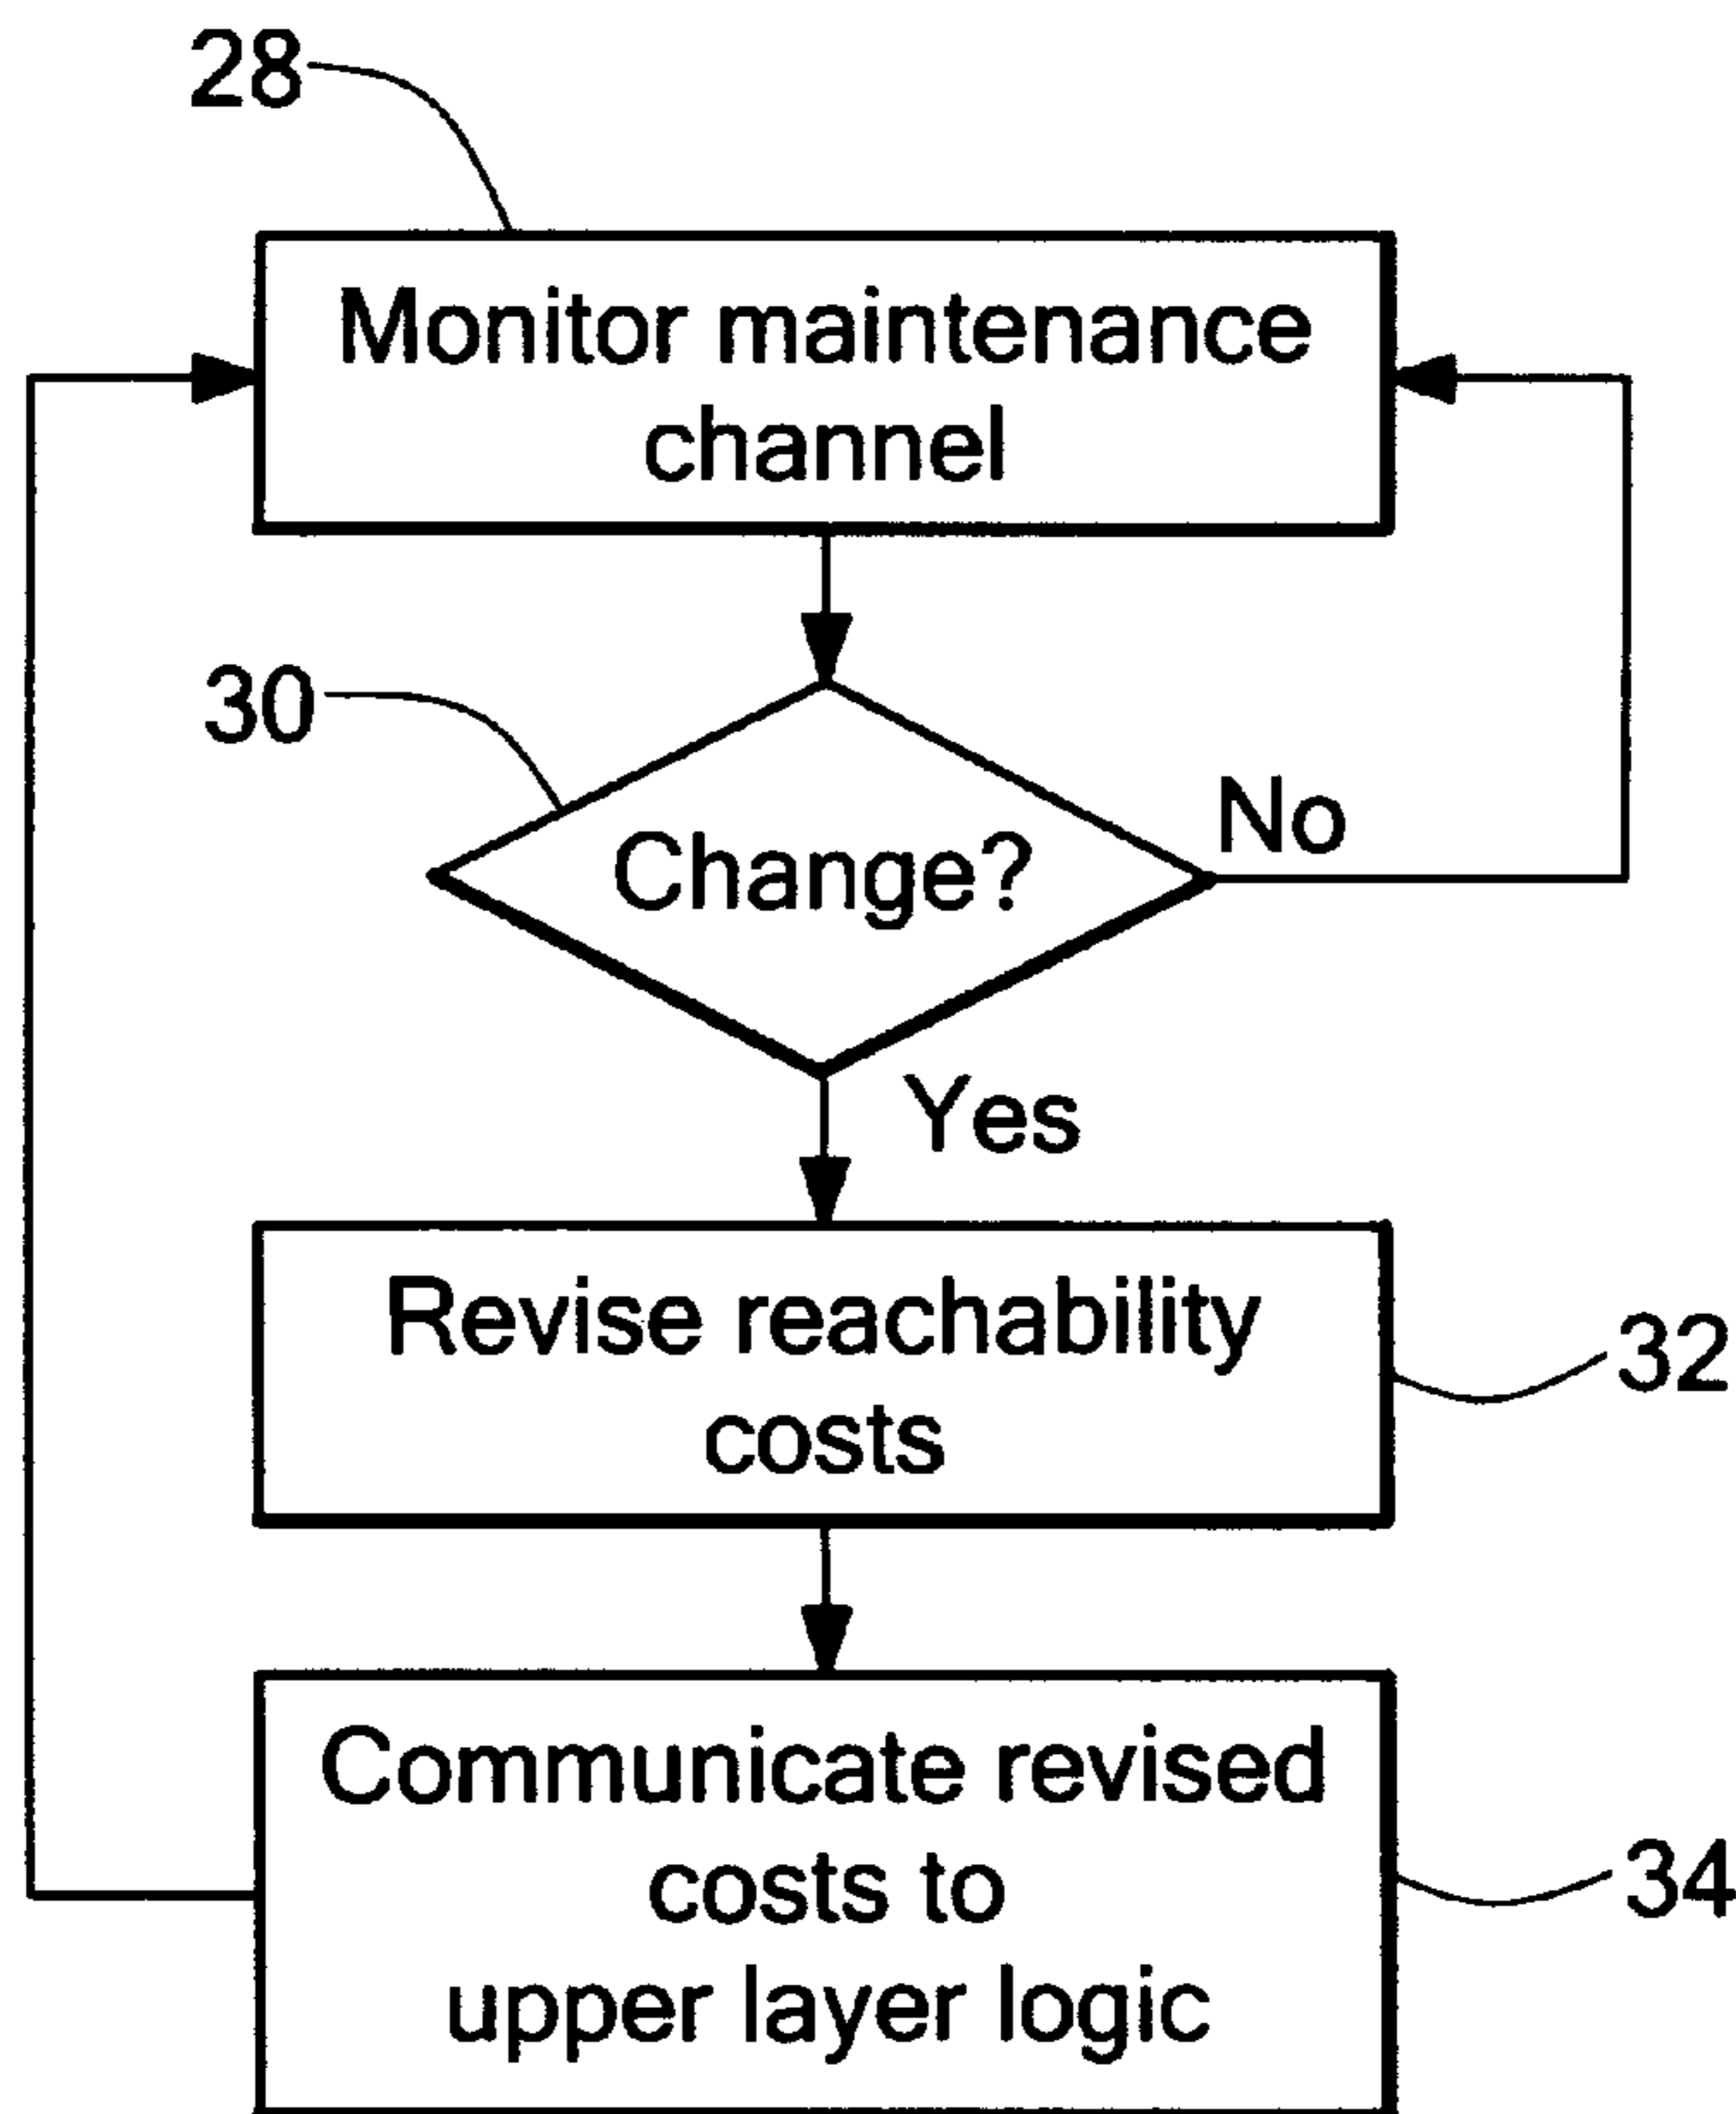 28
Monitor maintenance
channel
30
Change?
No
Yes
Revise reachability
costs
32
Communicate revised
costs to
upper layer logic
34